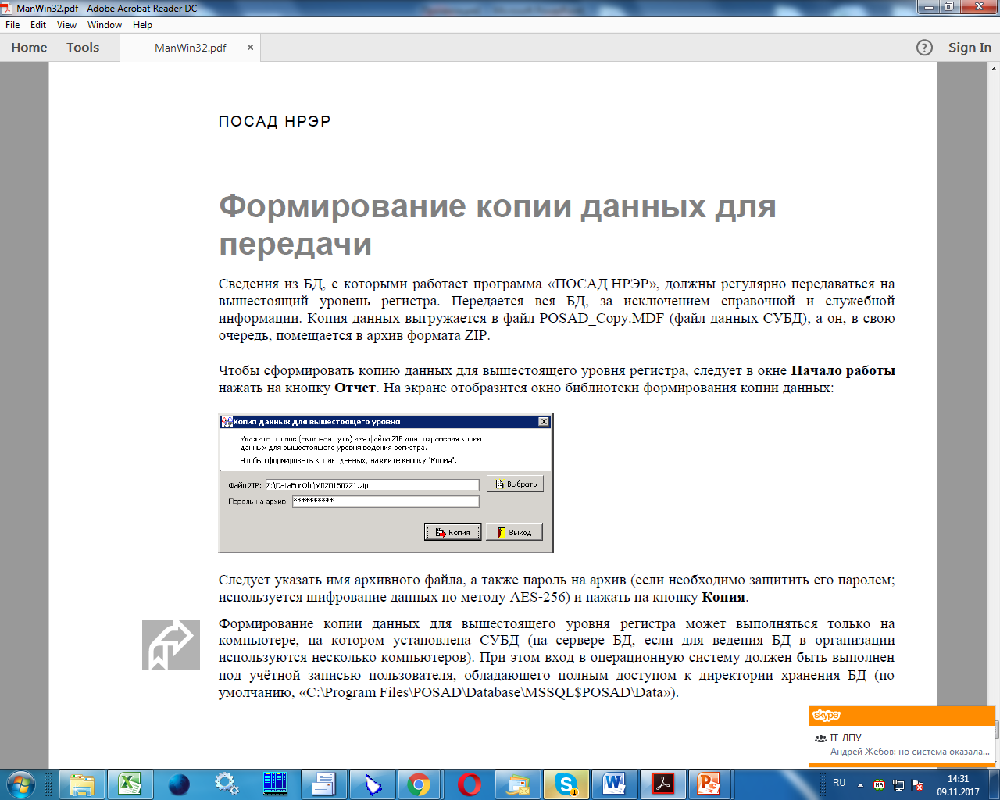 ManWin32.pdf - Adobe Acrobat Reader DC
File Edit View Window Help
Home Tools ManWin32.pdf × ? Sign In
ПОСАД НРЭР
Формирование копии данных для
передачи
Сведения из БД, с которыми работает программа «ПОСАД НРЭР», должны регулярно передаваться на
вышестоящий уровень регистра. Передается вся БД, за исключением справочной и служебной
информации. Копия данных выгружается в файл POSAD_Copy.MDF (файл данных СУБД), а он, в свою
очередь, помещается в архив формата ZIP.
Чтобы сформировать копию данных для вышестоящего уровня регистра, следует в окне Начало работы
нажать на кнопку Отчет. На экране отобразится окно библиотеки формирования копии данных:
Копия данных для вышестоящего уровня
Укажите полное (включая путь) имя файла ZIP для сохранения копии
данных для вышестоящего уровня ведения регистра.
Чтобы сформировать копию данных, нажмите кнопку "Копия".
Файл ZIP: Z:\DataForObl\УЛ20150721.zip Выбрать
Пароль на архив: **********
Копия Выход
Следует указать имя архивного файла, а также пароль на архив (если необходимо защитить его паролем;
используется шифрование данных по методу AES-256) и нажать на кнопку Копия.
Формирование копии данных для вышестоящего уровня регистра может выполняться только на
компьютере, на котором установлена СУБД (на сервере БД, если для ведения БД в организации
используются несколько компьютеров). При этом вход в операционную систему должен быть выполнен
под учётной записью пользователя, обладающего полным доступом к директории хранения БД (по
умолчанию, «C:\Program Files\POSAD\Database\MSSQL$POSAD\Data»).
skype
IT ЛПУ
Андрей Жебов: но система оказала...
RU 14:31
09.11.2017